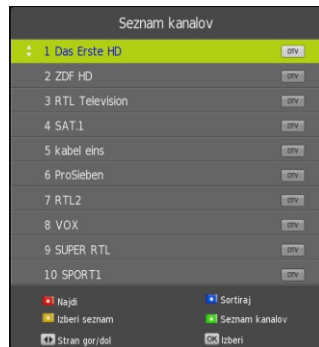 Seznam kanalov
1 Das Erste HD DTV
2 ZDF HD DTV
3 RTL Television DTV
4 SAT.1 DTV
5 kabel eins DTV
6 ProSieben DTV
7 RTL2 DTV
8 VOX DTV
9 SUPER RTL DTV
10 SPORT1 DTV
Najdi Sortiraj
Izberi seznam Seznam kanalov
Stran gor/dol OK Izberi